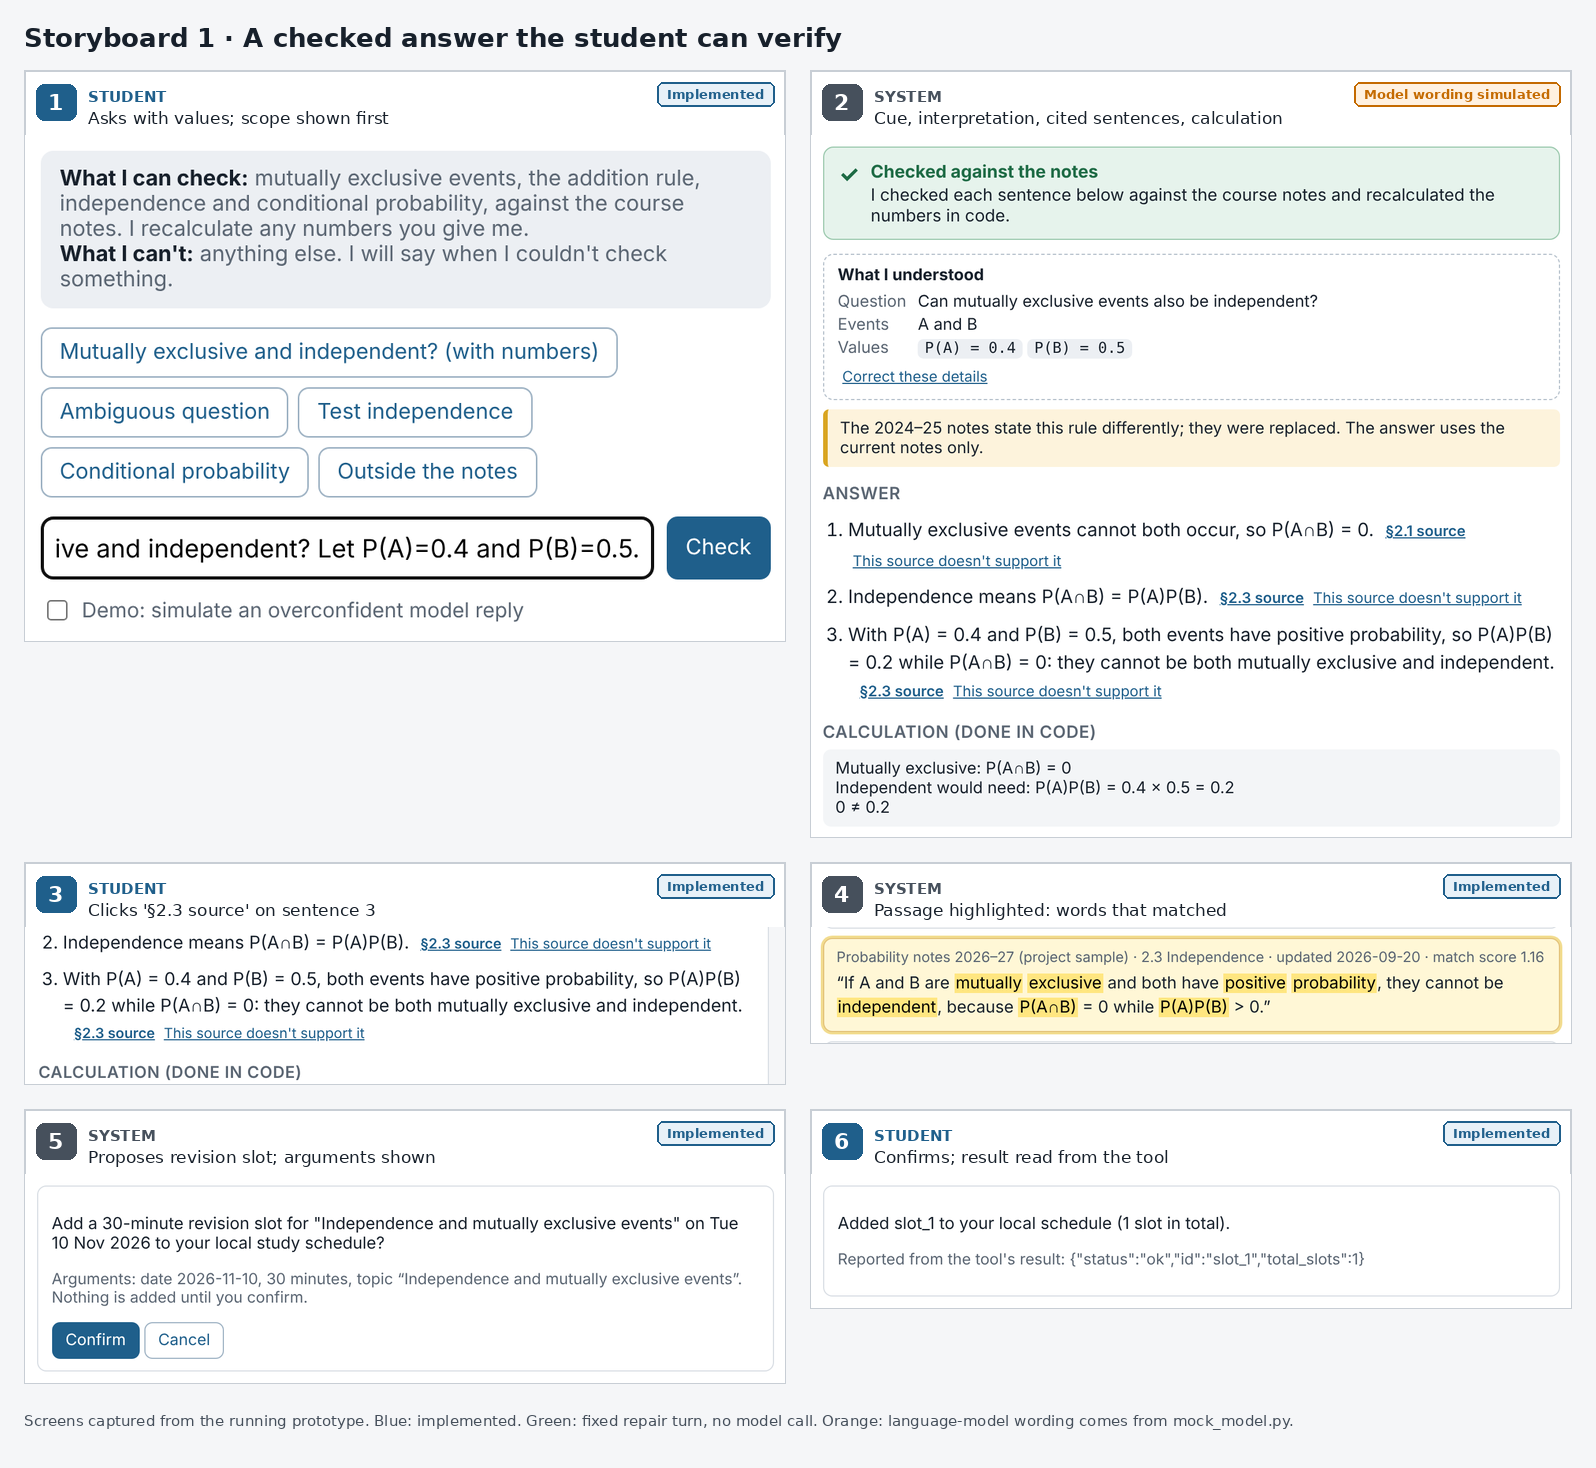 Storyboard 1 · A checked answer the student can verify
1
STUDENT
Implemented
Asks with values; scope shown first
What I can check: mutually exclusive events, the addition rule,
independence and conditional probability, against the course
notes. I recalculate any numbers you give me.
What I can't: anything else. I will say when I couldn't check
something.
Mutually exclusive and independent? (with numbers)
Ambiguous question
Test independence
Conditional probability
Outside the notes
ive and independent? Let P(A)=0.4 and P(B)=0.5.
Check
Demo: simulate an overconfident model reply
2
SYSTEM
Model wording simulated
Cue, interpretation, cited sentences, calculation
✓ Checked against the notes
I checked each sentence below against the course notes and recalculated the
numbers in code.
What I understood
Question Can mutually exclusive events also be independent?
Events A and B
Values P(A) = 0.4 P(B) = 0.5
Correct these details
The 2024–25 notes state this rule differently; they were replaced. The answer uses the
current notes only.
ANSWER
1. Mutually exclusive events cannot both occur, so P(A∩B) = 0. §2.1 source
This source doesn't support it
2. Independence means P(A∩B) = P(A)P(B). §2.3 source This source doesn't support it
3. With P(A) = 0.4 and P(B) = 0.5, both events have positive probability, so P(A)P(B)
= 0.2 while P(A∩B) = 0: they cannot be both mutually exclusive and independent.
§2.3 source This source doesn't support it
CALCULATION (DONE IN CODE)
Mutually exclusive: P(A∩B) = 0
Independent would need: P(A)P(B) = 0.4 × 0.5 = 0.2
0 ≠ 0.2
3
STUDENT
Implemented
Clicks '§2.3 source' on sentence 3
2. Independence means P(A∩B) = P(A)P(B). §2.3 source This source doesn't support it
3. With P(A) = 0.4 and P(B) = 0.5, both events have positive probability, so P(A)P(B)
= 0.2 while P(A∩B) = 0: they cannot be both mutually exclusive and independent.
§2.3 source This source doesn't support it
CALCULATION (DONE IN CODE)
4
SYSTEM
Implemented
Passage highlighted: words that matched
Probability notes 2026–27 (project sample) · 2.3 Independence · updated 2026-09-20 · match score 1.16
“If A and B are mutually exclusive and both have positive probability, they cannot be
independent, because P(A∩B) = 0 while P(A)P(B) > 0.”
5
SYSTEM
Implemented
Proposes revision slot; arguments shown
Add a 30-minute revision slot for "Independence and mutually exclusive events" on Tue
10 Nov 2026 to your local study schedule?
Arguments: date 2026-11-10, 30 minutes, topic “Independence and mutually exclusive events”.
Nothing is added until you confirm.
Confirm
Cancel
6
STUDENT
Implemented
Confirms; result read from the tool
Added slot_1 to your local schedule (1 slot in total).
Reported from the tool's result: {"status":"ok","id":"slot_1","total_slots":1}
Screens captured from the running prototype. Blue: implemented. Green: fixed repair turn, no model call. Orange: language-model wording comes from mock_model.py.